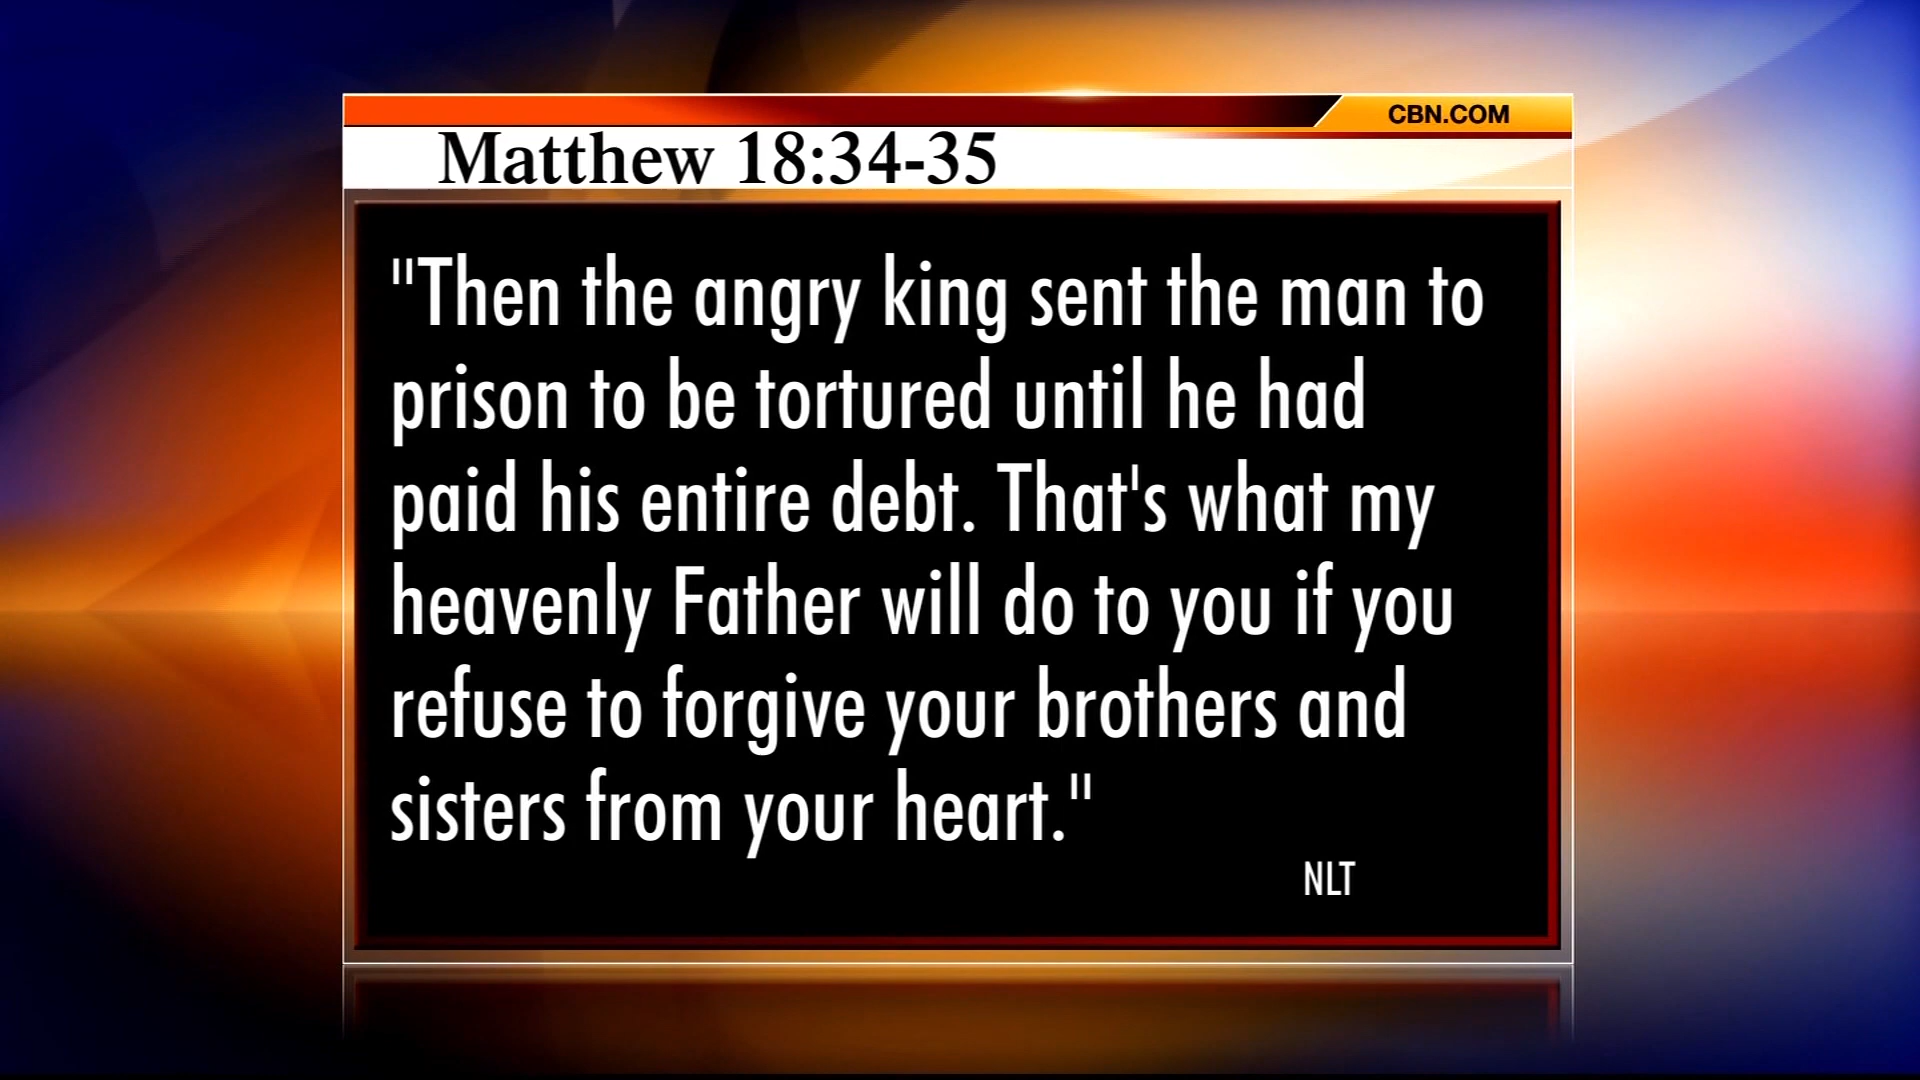 CBN.COM
Matthew 18:34-35
"Then the angry king sent the man to
prison to be tortured until he had
paid his entire debt. That's what my
heavenly Father will do to you if you
refuse to forgive your brothers and
sisters from your heart."
NLT